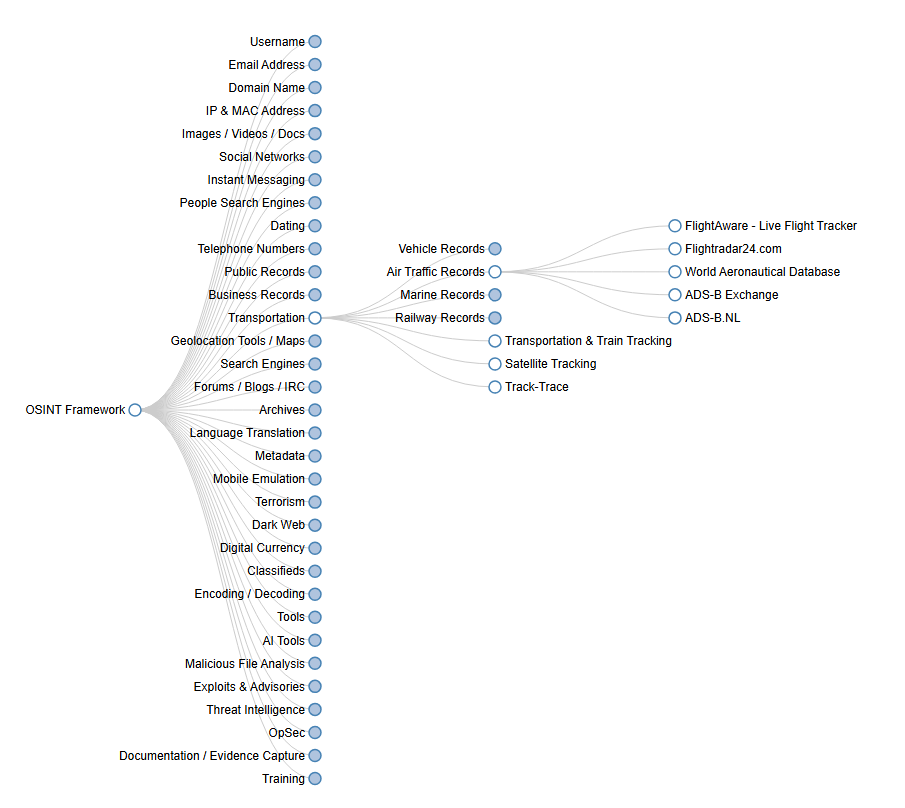 Username
Email Address
Domain Name
IP & MAC Address
Images / Videos / Docs
Social Networks
Instant Messaging
People Search Engines
Dating
Telephone Numbers
Public Records
Business Records
Transportation
Geolocation Tools / Maps
Search Engines
Forums / Blogs / IRC
OSINT Framework
Archives
Language Translation
Metadata
Mobile Emulation
Terrorism
Dark Web
Digital Currency
Classifieds
Encoding / Decoding
Tools
AI Tools
Malicious File Analysis
Exploits & Advisories
Threat Intelligence
OpSec
Documentation / Evidence Capture
Training
Vehicle Records
Air Traffic Records
Marine Records
Railway Records
Transportation & Train Tracking
Satellite Tracking
Track-Trace
FlightAware - Live Flight Tracker
Flightradar24.com
World Aeronautical Database
ADS-B Exchange
ADS-B.NL